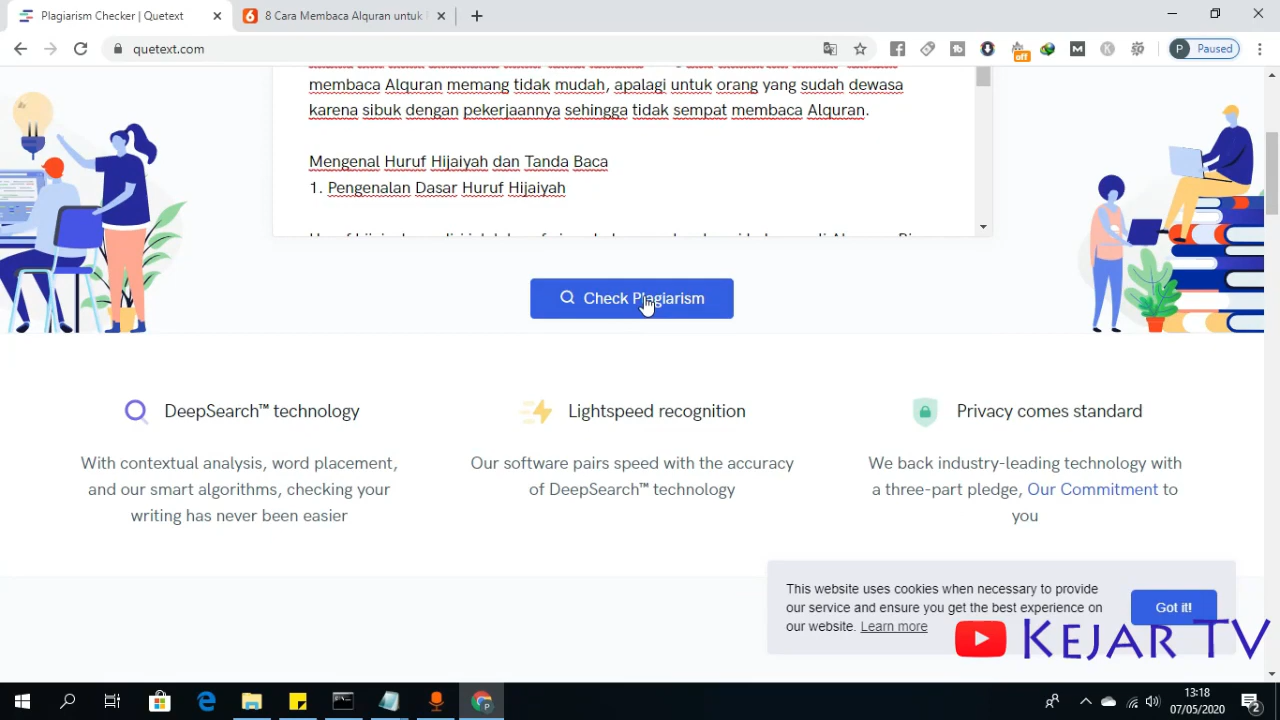 Plagiarism Checker | Quetext
8 Cara Membaca Alquran untuk
quetext.com
off
P Paused
membaca Alquran memang tidak mudah, apalagi untuk orang yang sudah dewasa
karena sibuk dengan pekerjaannya sehingga tidak sempat membaca Alquran.
Mengenal Huruf Hijaiyah dan Tanda Baca
1. Pengenalan Dasar Huruf Hijaiyah
Check Plagiarism
DeepSearch™ technology
With contextual analysis, word placement,
and our smart algorithms, checking your
writing has never been easier
Lightspeed recognition
Our software pairs speed with the accuracy
of DeepSearch™ technology
Privacy comes standard
We back industry-leading technology with
a three-part pledge, Our Commitment to
you
This website uses cookies when necessary to provide
our service and ensure you get the best experience on
our website. Learn more
Got it!
KEJAR TV
13:18
07/05/2020
2